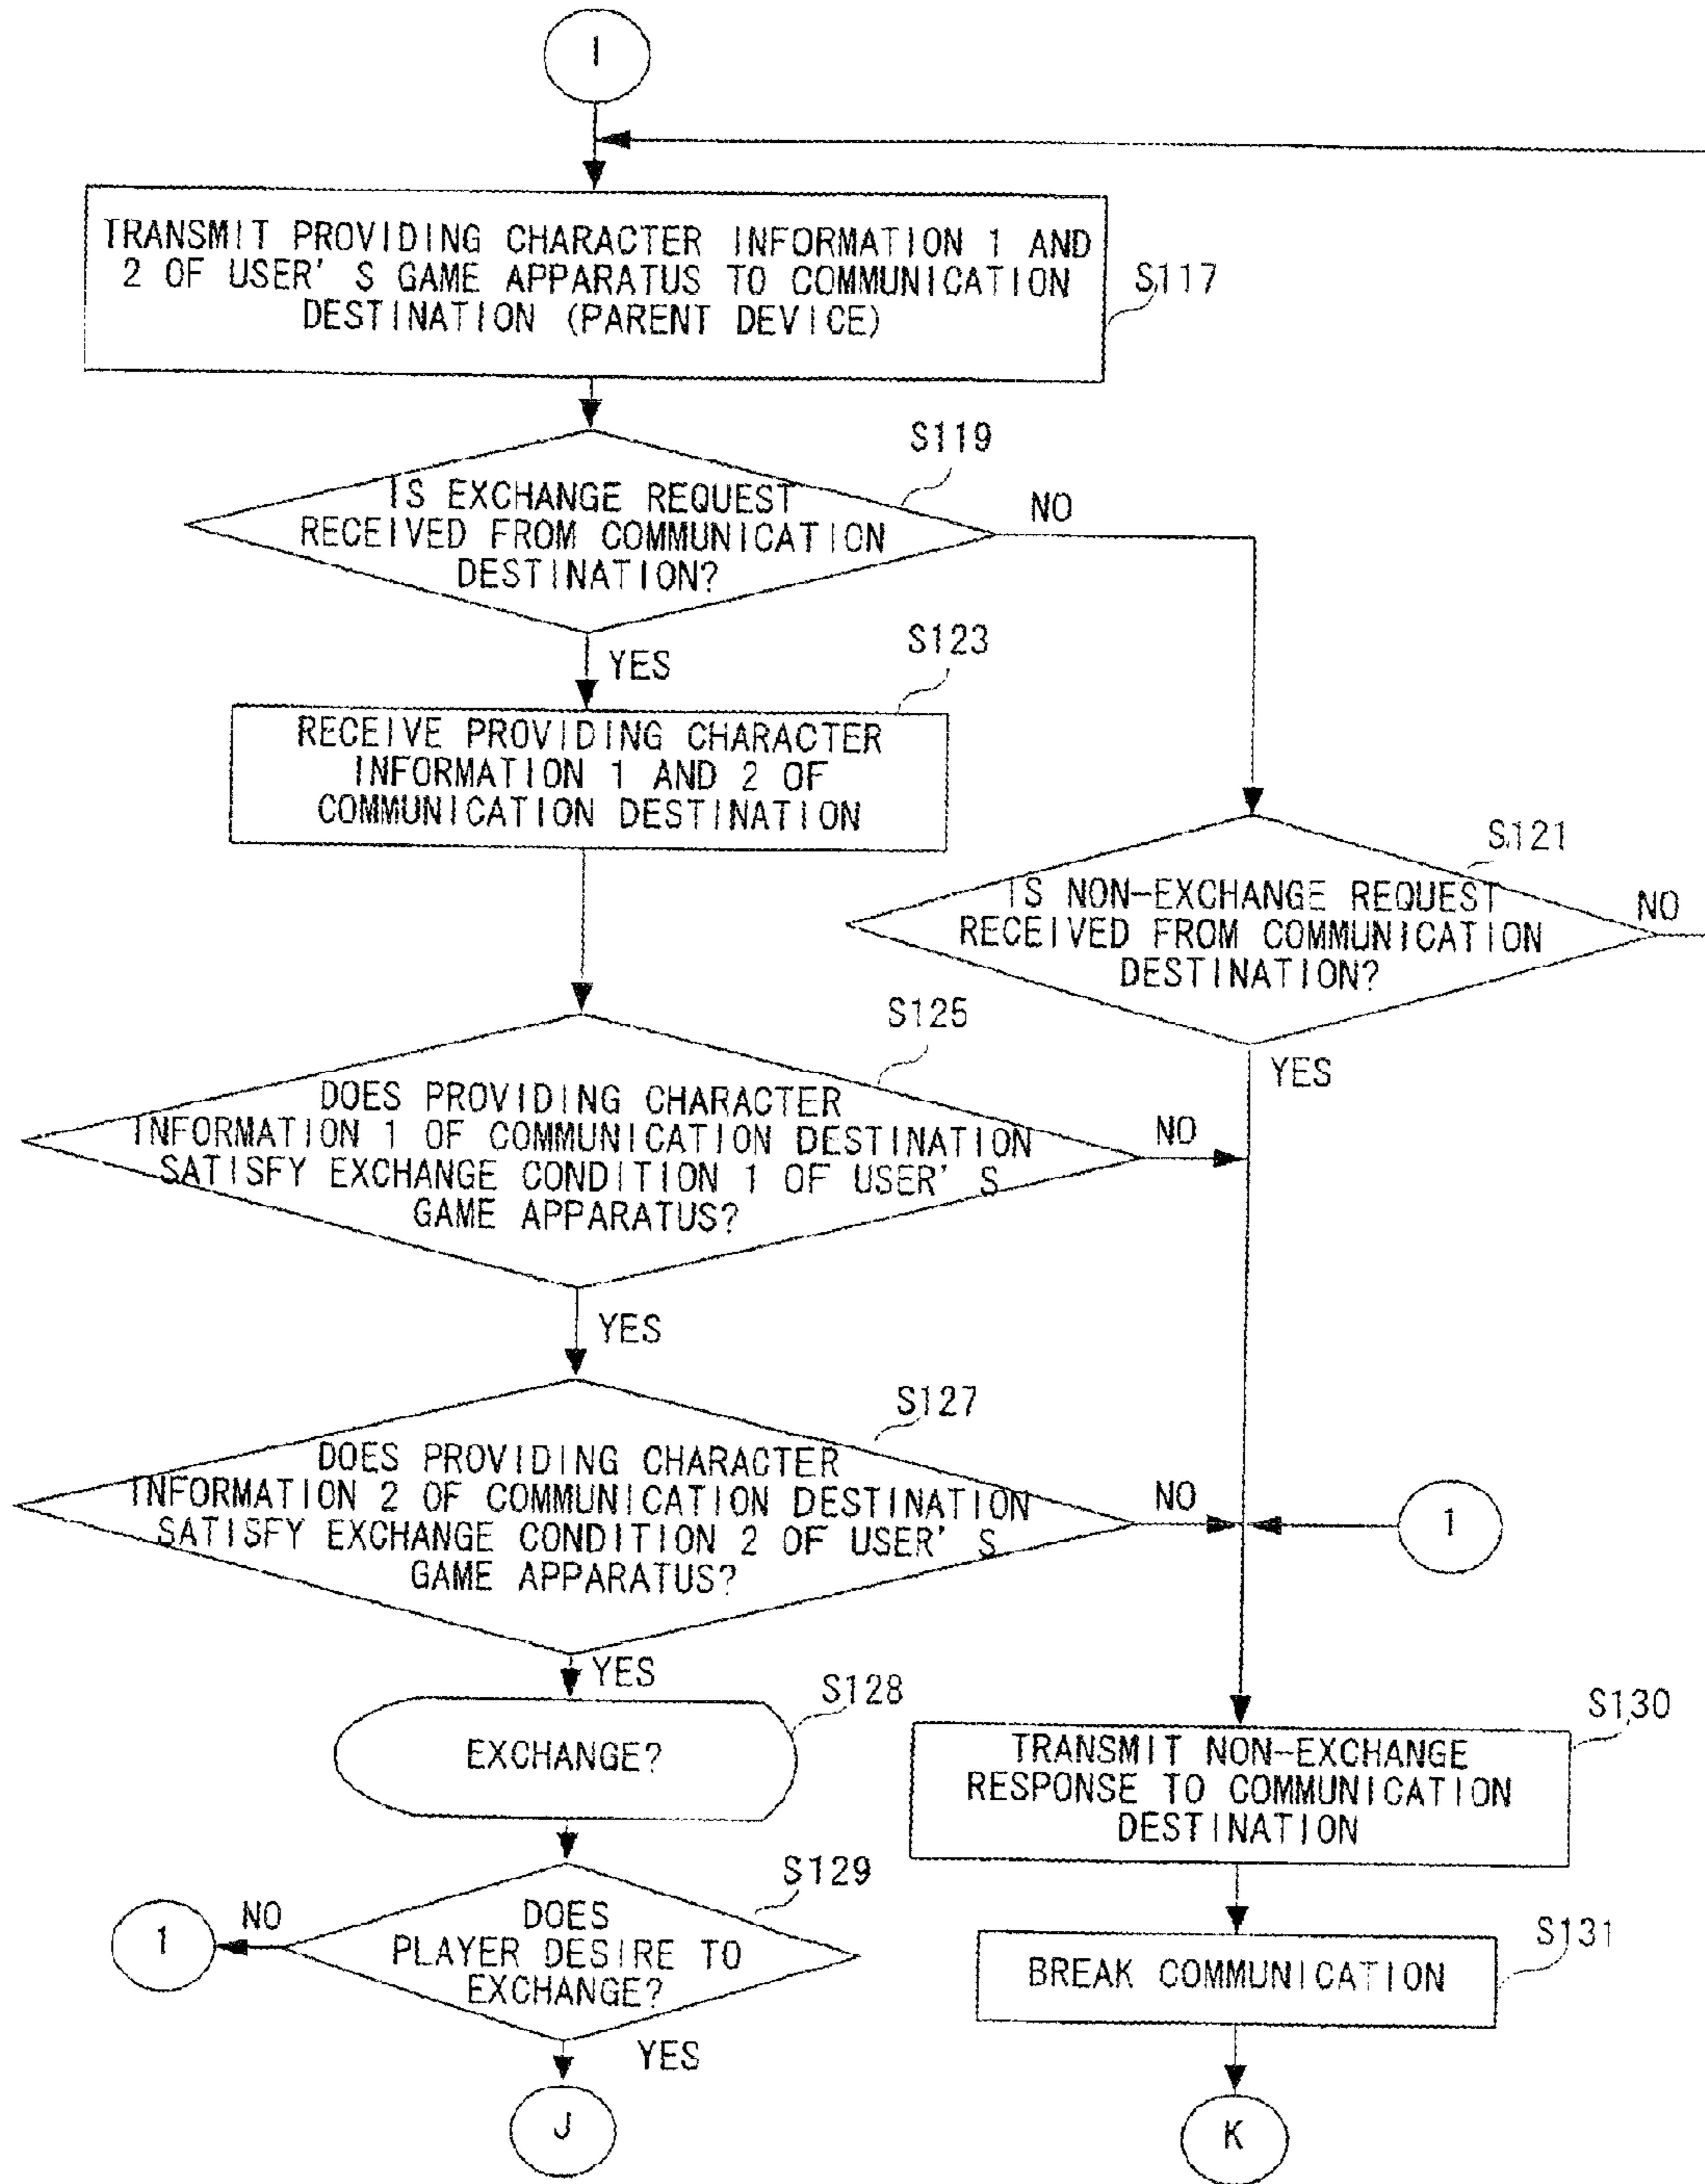 I
TRANSMIT PROVIDING CHARACTER INFORMATION 1 AND
2 OF USER'S GAME APPARATUS TO COMMUNICATION
DESTINATION (PARENT DEVICE)
S117
S119
IS EXCHANGE REQUEST
RECEIVED FROM COMMUNICATION
DESTINATION?
NO
YES
S123
RECEIVE PROVIDING CHARACTER
INFORMATION 1 AND 2 OF
COMMUNICATION DESTINATION
S121
IS NON-EXCHANGE REQUEST
RECEIVED FROM COMMUNICATION
DESTINATION?
NO
YES
S125
DOES PROVIDING CHARACTER
INFORMATION 1 OF COMMUNICATION DESTINATION
SATISFY EXCHANGE CONDITION 1 OF USER'S
GAME APPARATUS?
NO
YES
S127
DOES PROVIDING CHARACTER
INFORMATION 2 OF COMMUNICATION DESTINATION
SATISFY EXCHANGE CONDITION 2 OF USER'S
GAME APPARATUS?
NO
1
YES
S128
EXCHANGE?
S130
TRANSMIT NON-EXCHANGE
RESPONSE TO COMMUNICATION
DESTINATION
S129
DOES
PLAYER DESIRE TO
EXCHANGE?
NO
1
YES
J
S131
BREAK COMMUNICATION
K